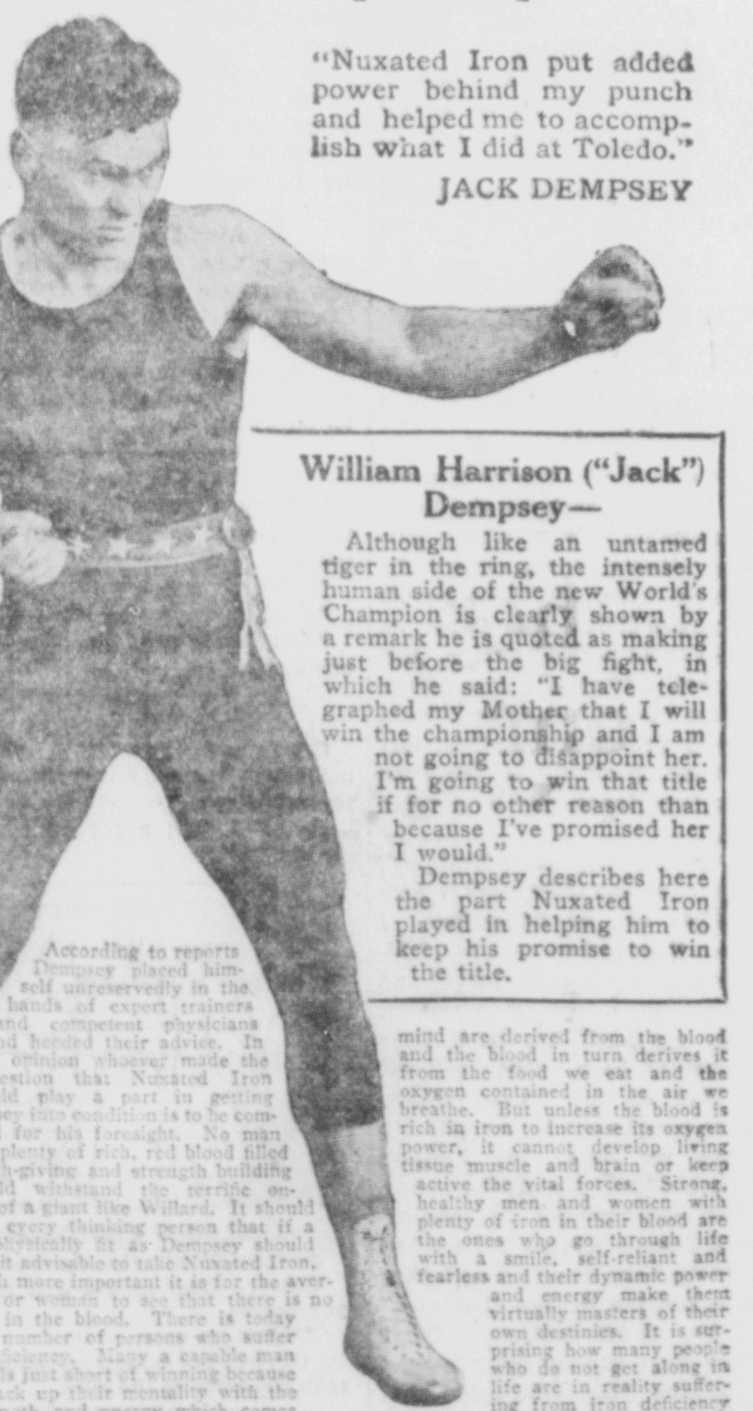 "Nuxated Iron put added
power behind my punch
and helped me to accomp-
lish what I did at Toledo."
JACK DEMPSEY
William Harrison ("Jack")
Dempsey—
Although like an untamed
tiger in the ring, the intensely
human side of the new World's
Champion is clearly shown by
a remark he is quoted as making
just before the big fight, in
which he said: "I have tele-
graphed my Mother that I will
win the championship and I am
not going to disappoint her.
I'm going to win that title
if for no other reason than
because I've promised her
I would."
Dempsey describes here
the part Nuxated Iron
played in helping him to
keep his promise to win
the title.
According to reports
Dempsey placed him-
self unreservedly in the
hands of expert trainers
and competent physicians
nd heeded their advice. In
opinion whoever made the
estion that Nuxated Iron
ld play a part in getting
ey into condition is to be com-
d for his foresight. No man
plenty of rich, red blood filled
h-giving and strength building
ld withstand the terrific on-
of a giant like Willard. It should
every thinking person that if a
physically fit as Dempsey should
it advisable to take Nuxated Iron,
h more important it is for the aver-
or woman to see that there is no
in the blood. There is today
number of persons who suffer
ficiency. Many a capable man
ls just short of winning because
ack up their mentality with the
and energy which comes
mind are derived from the blood
and the blood in turn derives it
from the food we eat and the
oxygen contained in the air we
breathe. But unless the blood is
rich in iron to increase its oxygen
power, it cannot develop living
tissue muscle and brain or keep
active the vital forces. Strong,
healthy men and women with
plenty of iron in their blood are
the ones who go through life
with a smile, self-reliant and
fearless and their dynamic power
and energy make them
virtually masters of their
own destinies. It is sur-
prising how many people
who do not get along in
life are in reality suffer-
ing from iron deficiency